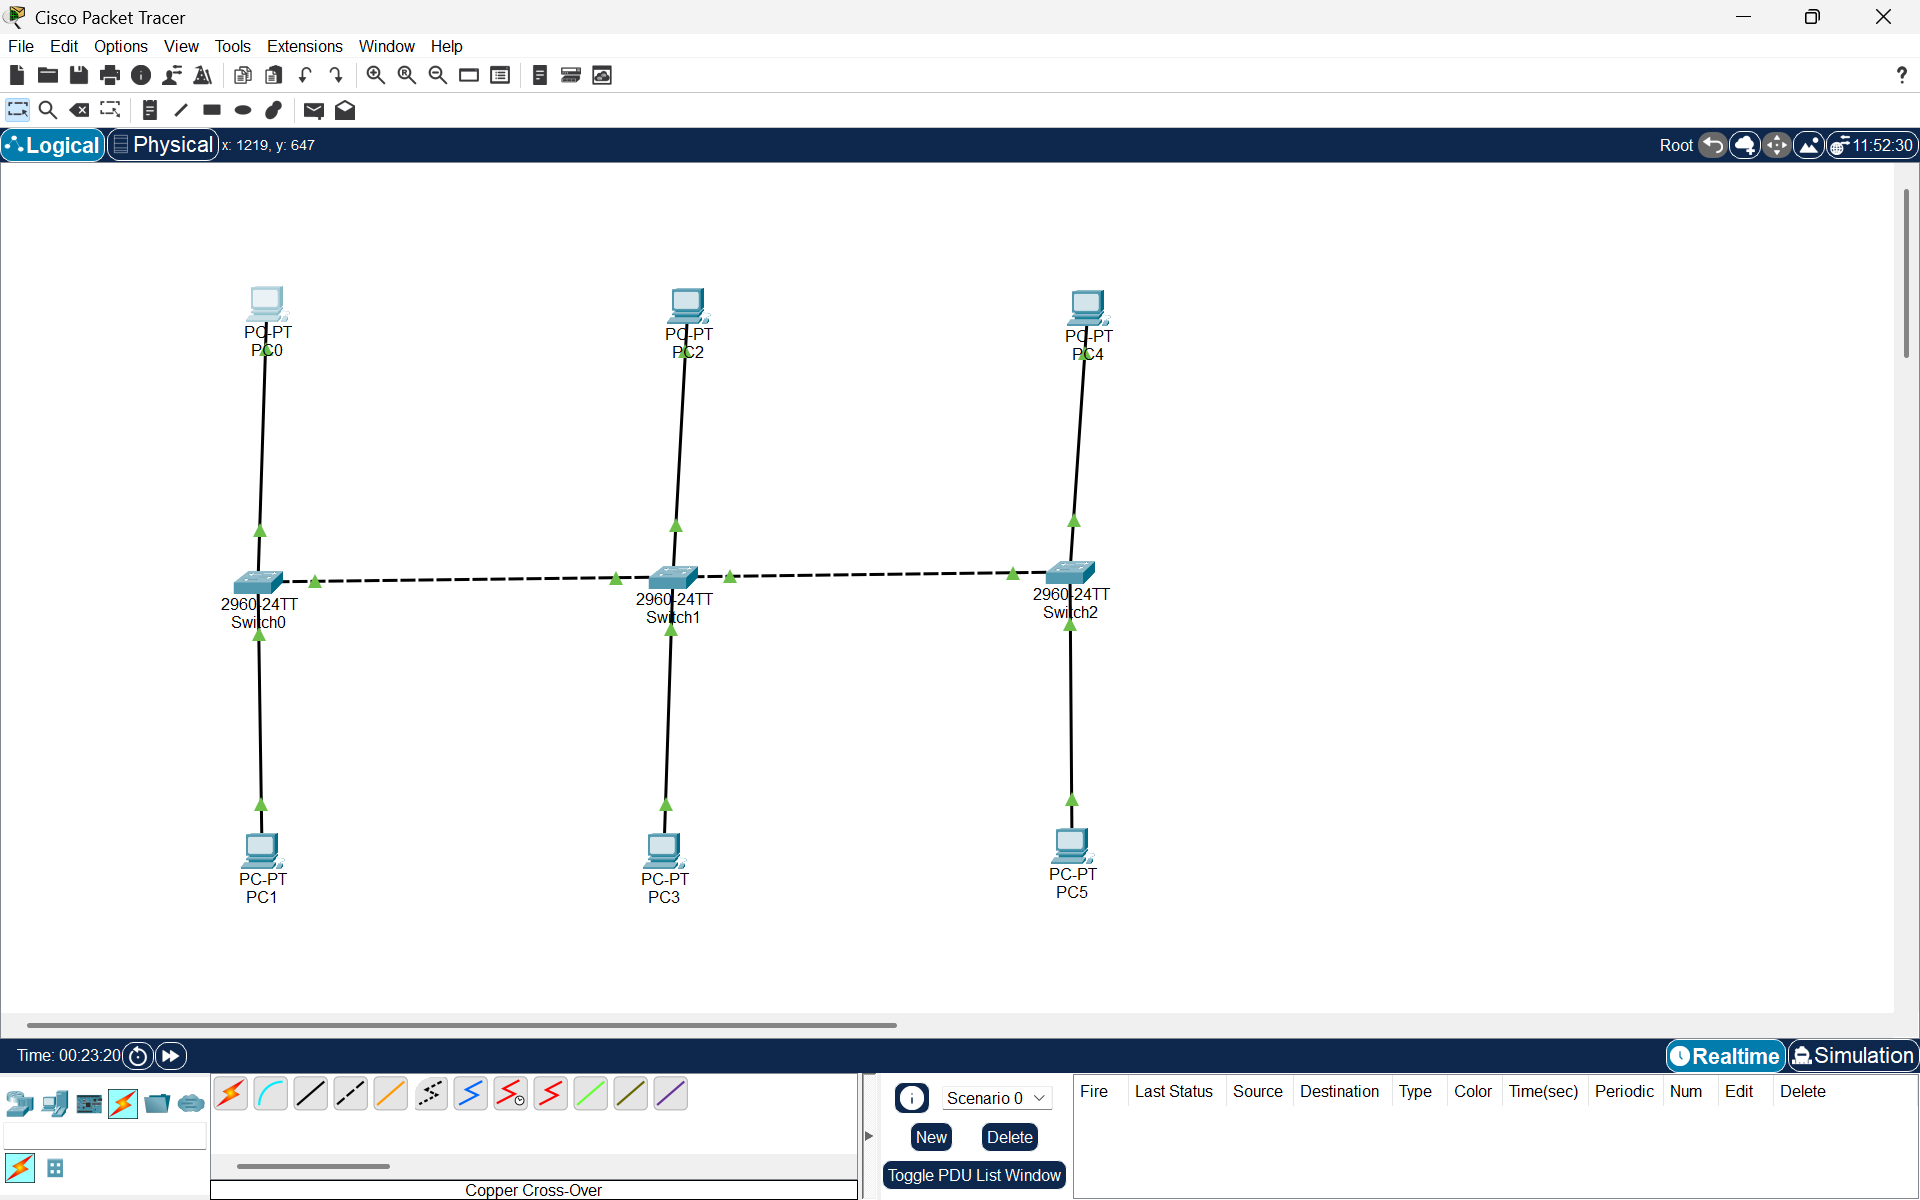 Cisco Packet Tracer
File Edit Options View Tools Extensions Window Help
?
Logical Physical x: 1219, y: 647 Root 11:52:30
PC-PT
PC0
PC-PT
PC2
PC-PT
PC4
2960-24TT
Switch0
2960-24TT
Switch1
2960-24TT
Switch2
PC-PT
PC1
PC-PT
PC3
PC-PT
PC5
Time: 00:23:20 Realtime Simulation
Scenario 0
New Delete
Toggle PDU List Window
Fire Last Status Source Destination Type Color Time(sec) Periodic Num Edit Delete
Copper Cross-Over